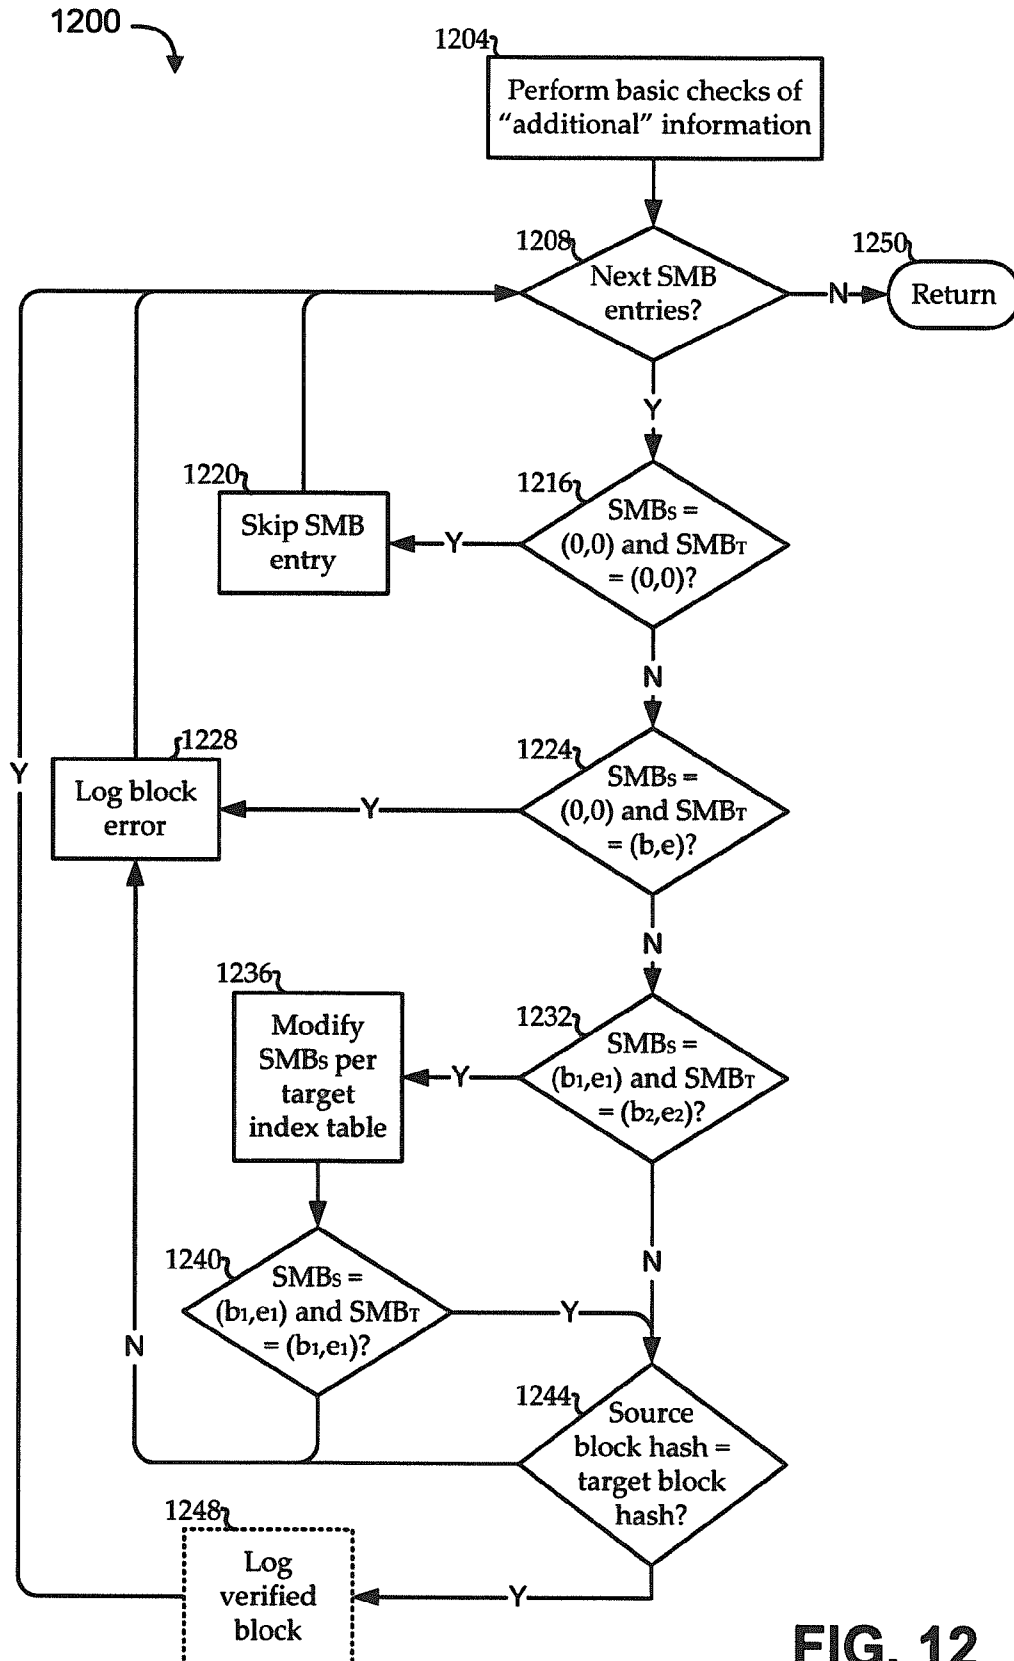 1200
1204
Perform basic checks of
“additional” information
1208
Next SMB
entries?
N
1250
Return
Y
1216
SMBS =
(0,0) and SMBT
= (0,0)?
Y
1220
Skip SMB
entry
N
1224
SMBS =
(0,0) and SMBT
= (b,e)?
Y
1228
Log block
error
Y
N
1232
SMBS =
(b1,e1) and SMBT
= (b2,e2)?
Y
1236
Modify
SMBs per
target
index table
N
1240
SMBS =
(b1,e1) and SMBT
= (b1,e1)?
Y
N
1244
Source
block hash =
target block
hash?
Y
1248
Log
verified
block
FIG. 12